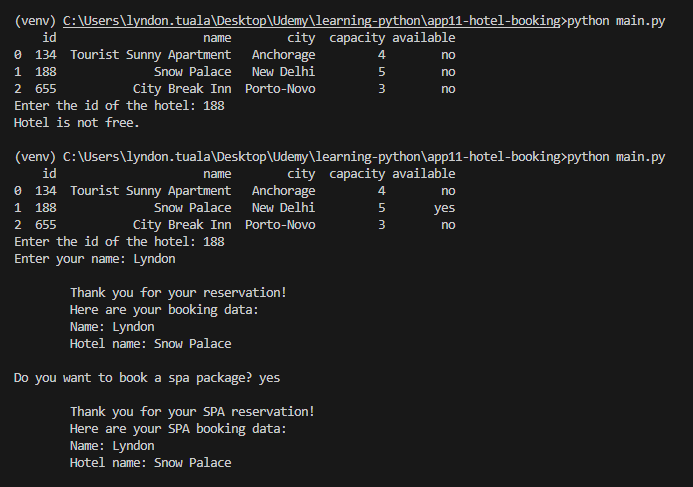 (venv) C:\Users\lyndon.tuala\Desktop\Udemy\learning-python\app11-hotel-booking>python main.py
    id                     name        city  capacity available
0  134  Tourist Sunny Apartment   Anchorage         4        no
1  188              Snow Palace   New Delhi         5        no
2  655           City Break Inn  Porto-Novo         3        no
Enter the id of the hotel: 188
Hotel is not free.
(venv) C:\Users\lyndon.tuala\Desktop\Udemy\learning-python\app11-hotel-booking>python main.py
    id                     name        city  capacity available
0  134  Tourist Sunny Apartment   Anchorage         4        no
1  188              Snow Palace   New Delhi         5       yes
2  655           City Break Inn  Porto-Novo         3        no
Enter the id of the hotel: 188
Enter your name: Lyndon
        Thank you for your reservation!
        Here are your booking data:
        Name: Lyndon
        Hotel name: Snow Palace
Do you want to book a spa package? yes
        Thank you for your SPA reservation!
        Here are your SPA booking data:
        Name: Lyndon
        Hotel name: Snow Palace